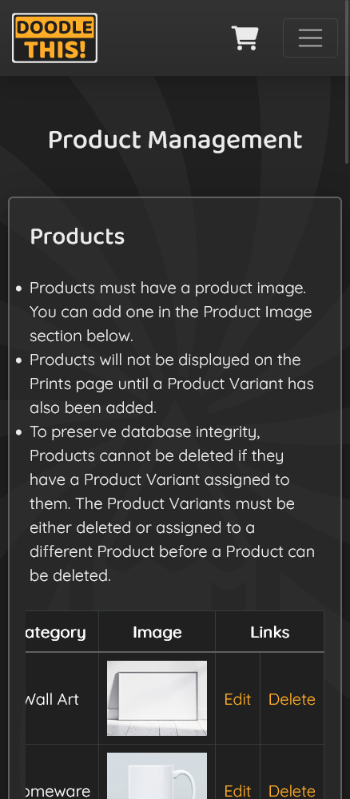 DOODLE
THIS!
Product Management
Products
Products must have a product image.
You can add one in the Product Image
section below.
Products will not be displayed on the
Prints page until a Product Variant has
also been added.
To preserve database integrity,
Products cannot be deleted if they
have a Product Variant assigned to
them. The Product Variants must be
either deleted or assigned to a
different Product before a Product can
be deleted.
ategory Image Links
Wall Art Edit Delete
omeware Edit Delete